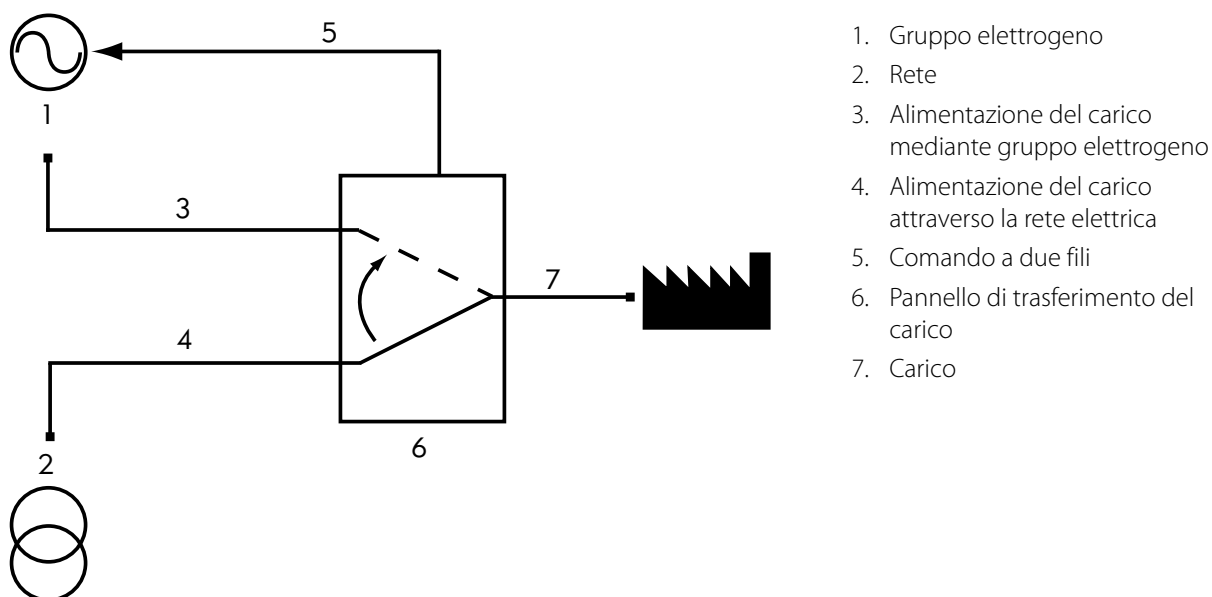 5
1
3
7
4
6
2
1. Gruppo elettrogeno
2. Rete
3. Alimentazione del carico
mediante gruppo elettrogeno
4. Alimentazione del carico
attraverso la rete elettrica
5. Comando a due fili
6. Pannello di trasferimento del
carico
7. Carico